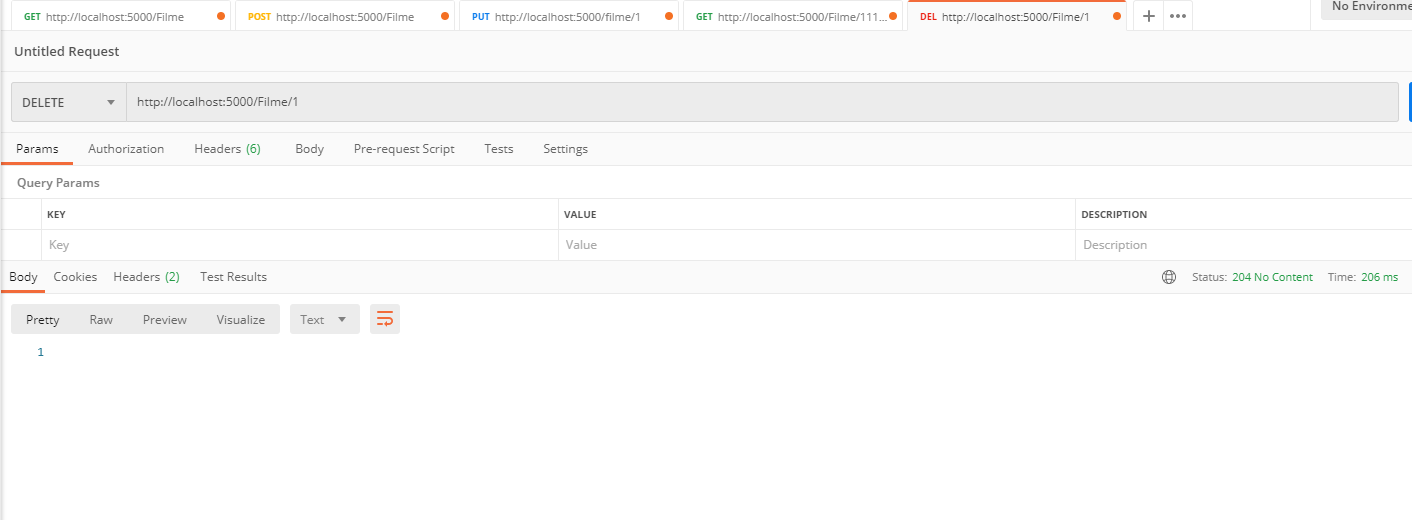 GET http://localhost:5000/Filme POST http://localhost:5000/Filme PUT http://localhost:5000/filme/1 GET http://localhost:5000/Filme/111... DEL http://localhost:5000/Filme/1 + ••• No Environme
Untitled Request
DELETE http://localhost:5000/Filme/1
Params Authorization Headers (6) Body Pre-request Script Tests Settings
Query Params
KEY VALUE DESCRIPTION
Key Value Description
Body Cookies Headers (2) Test Results Status: 204 No Content Time: 206 ms
Pretty Raw Preview Visualize Text
1